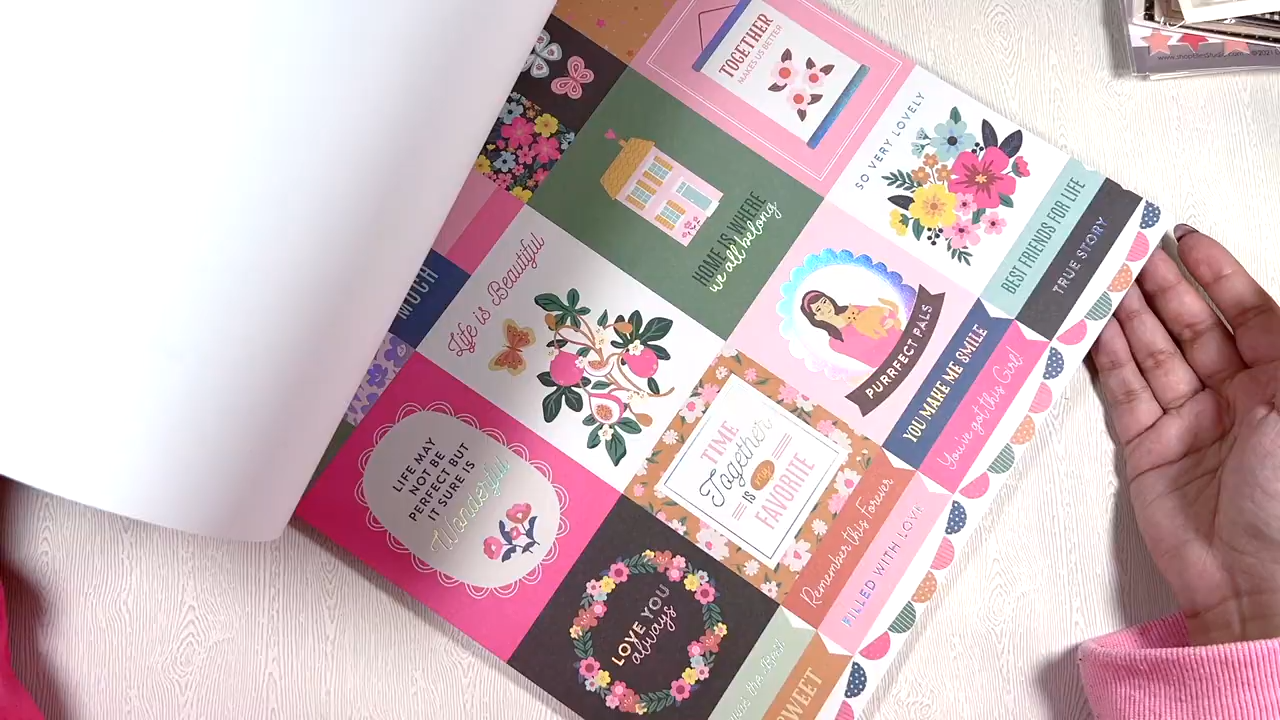 TOGETHER
MAKES US BETTER
SO VERY LOVELY
BEST FRIENDS FOR LIFE
TRUE STORY
HOME IS WHERE
we all belong
PURRFECT PALS
YOU MAKE ME SMILE
You've got this Girl!
MUCH
Life is Beautiful
TIME
Together
IS my
FAVORITE
Remember this Forever
FILLED WITH LOVE
LIFE MAY
NOT BE
PERFECT BUT
IT SURE IS
Wonderful
LOVE YOU
always
the Best
SWEET